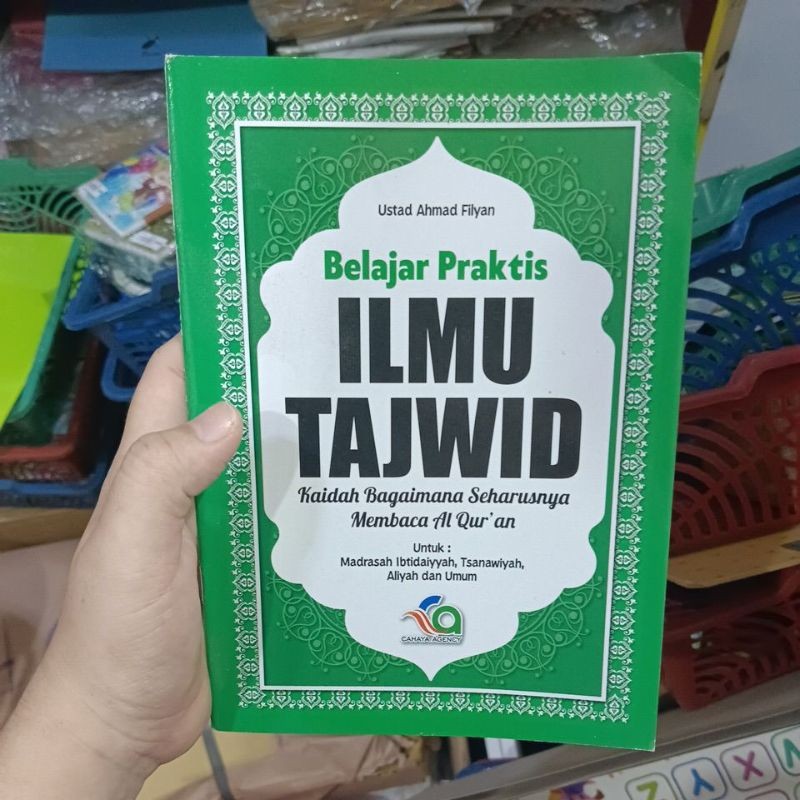 Ustad Ahmad Filyan
Belajar Praktis
ILMU
TAJWID
Kaidah Bagaimana Seharusnya
Membaca Al Qur'an
Untuk :
Madrasah Ibtidaiyyah, Tsanawiyah,
Aliyah dan Umum
CAHAYA AGENCY
V
W
X
Y
Z